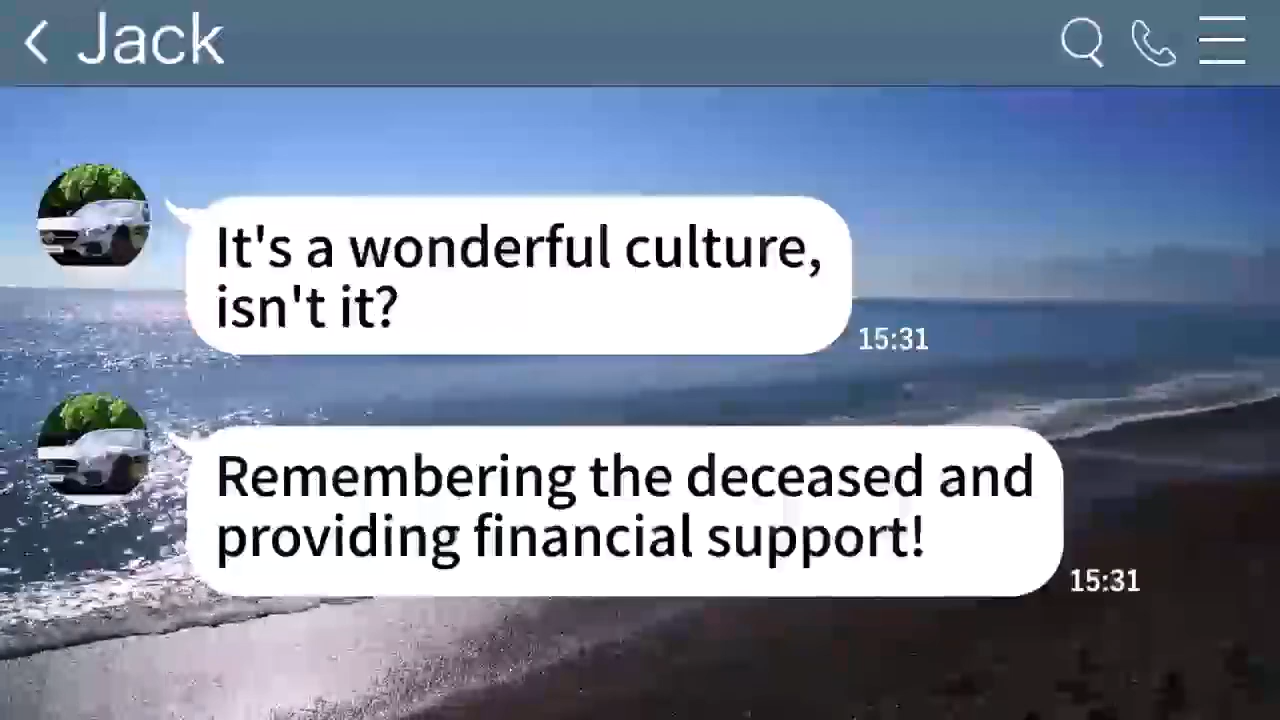 Jack
It's a wonderful culture,
isn't it?
15:31
Remembering the deceased and
providing financial support!
15:31